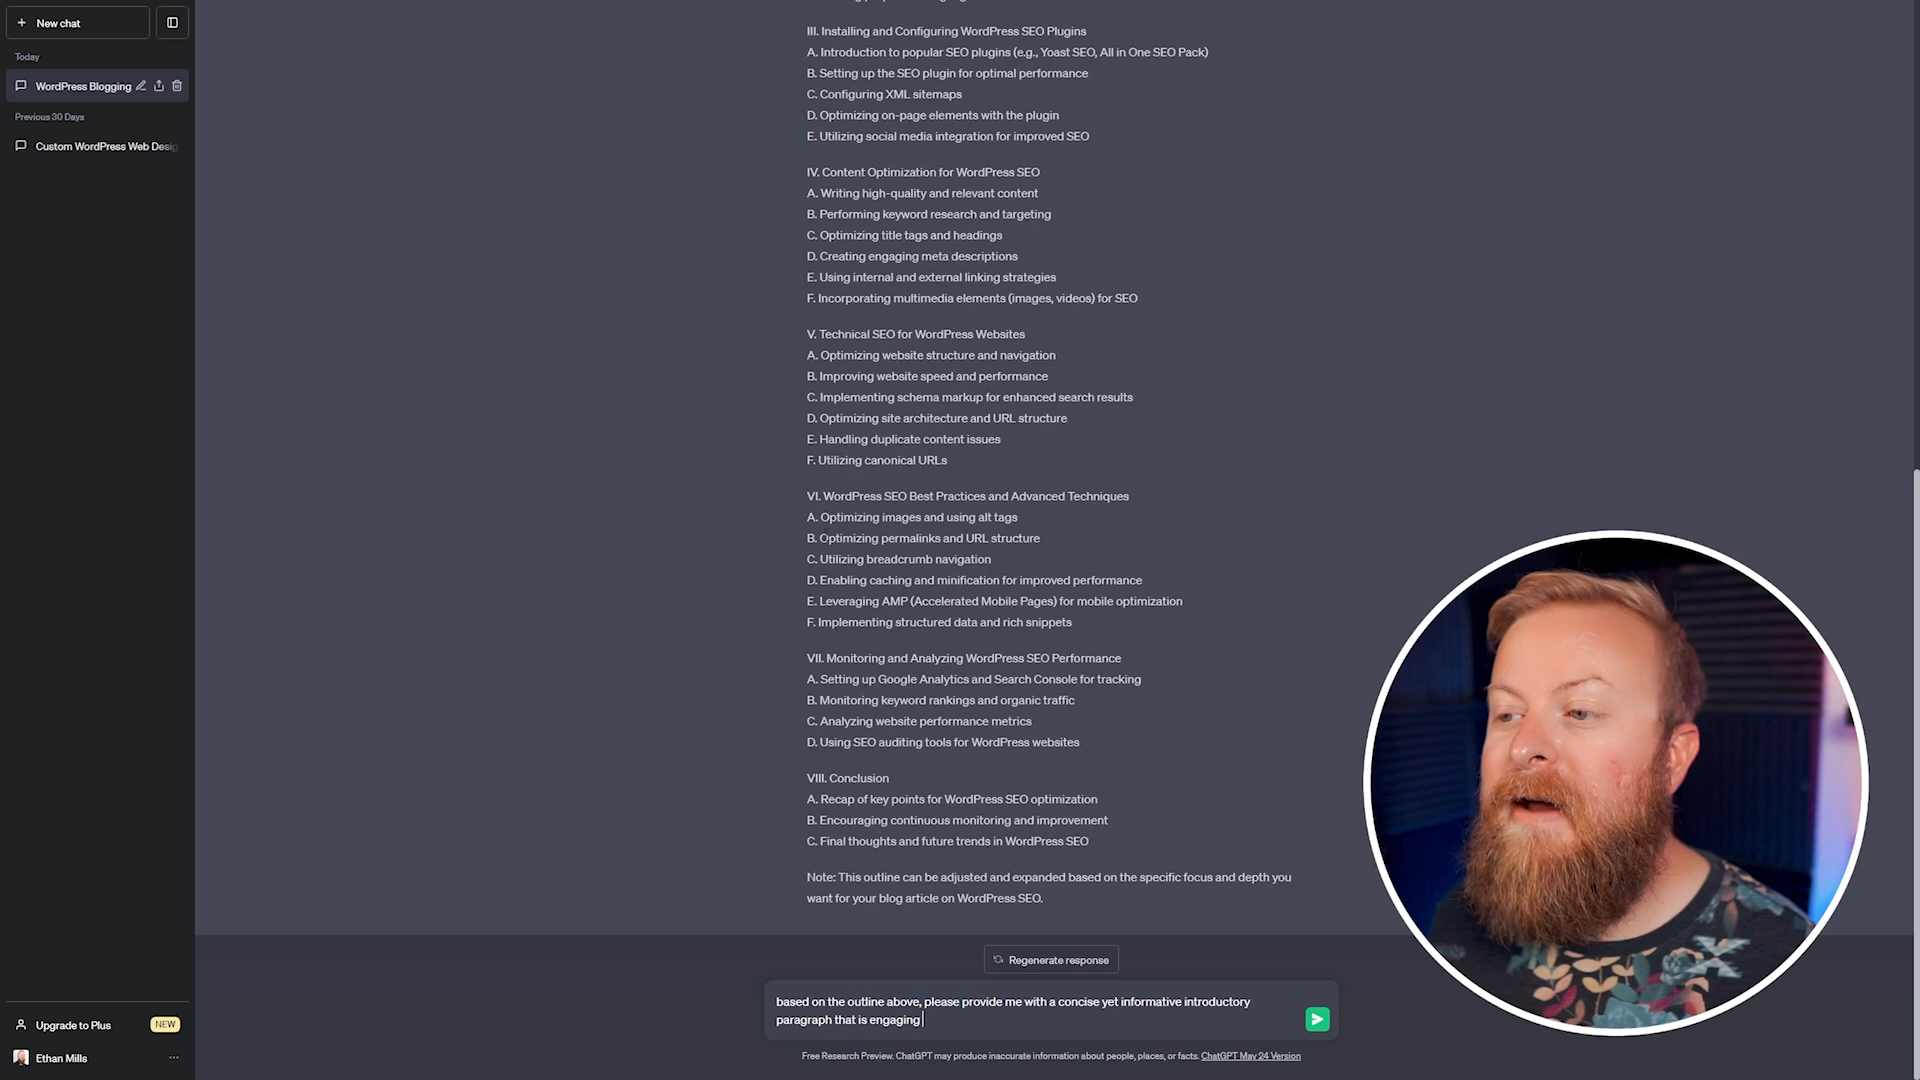 New chat
Today
WordPress Blogging
Previous 30 Days
Custom WordPress Web Desig
III. Installing and Configuring WordPress SEO Plugins
A. Introduction to popular SEO plugins (e.g., Yoast SEO, All in One SEO Pack)
B. Setting up the SEO plugin for optimal performance
C. Configuring XML sitemaps
D. Optimizing on-page elements with the plugin
E. Utilizing social media integration for improved SEO
IV. Content Optimization for WordPress SEO
A. Writing high-quality and relevant content
B. Performing keyword research and targeting
C. Optimizing title tags and headings
D. Creating engaging meta descriptions
E. Using internal and external linking strategies
F. Incorporating multimedia elements (images, videos) for SEO
V. Technical SEO for WordPress Websites
A. Optimizing website structure and navigation
B. Improving website speed and performance
C. Implementing schema markup for enhanced search results
D. Optimizing site architecture and URL structure
E. Handling duplicate content issues
F. Utilizing canonical URLs
VI. WordPress SEO Best Practices and Advanced Techniques
A. Optimizing images and using alt tags
B. Optimizing permalinks and URL structure
C. Utilizing breadcrumb navigation
D. Enabling caching and minification for improved performance
E. Leveraging AMP (Accelerated Mobile Pages) for mobile optimization
F. Implementing structured data and rich snippets
VII. Monitoring and Analyzing WordPress SEO Performance
A. Setting up Google Analytics and Search Console for tracking
B. Monitoring keyword rankings and organic traffic
C. Analyzing website performance metrics
D. Using SEO auditing tools for WordPress websites
VIII. Conclusion
A. Recap of key points for WordPress SEO optimization
B. Encouraging continuous monitoring and improvement
C. Final thoughts and future trends in WordPress SEO
Note: This outline can be adjusted and expanded based on the specific focus and depth you
want for your blog article on WordPress SEO.
Regenerate response
based on the outline above, please provide me with a concise yet informative introductory
paragraph that is engaging
Upgrade to Plus NEW
Ethan Mills
Free Research Preview. ChatGPT may produce inaccurate information about people, places, or facts. ChatGPT May 24 Version